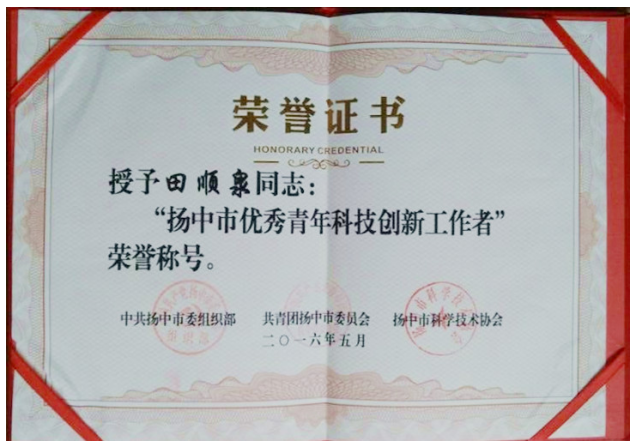 荣誉证书
HONORARY CREDENTIAL
授予田顺泉同志：
“扬中市优秀青年科技创新工作者”
荣誉称号。
中共扬中市委组织部 共青团扬中市委员会 扬中市科学技术协会
二〇一六年五月